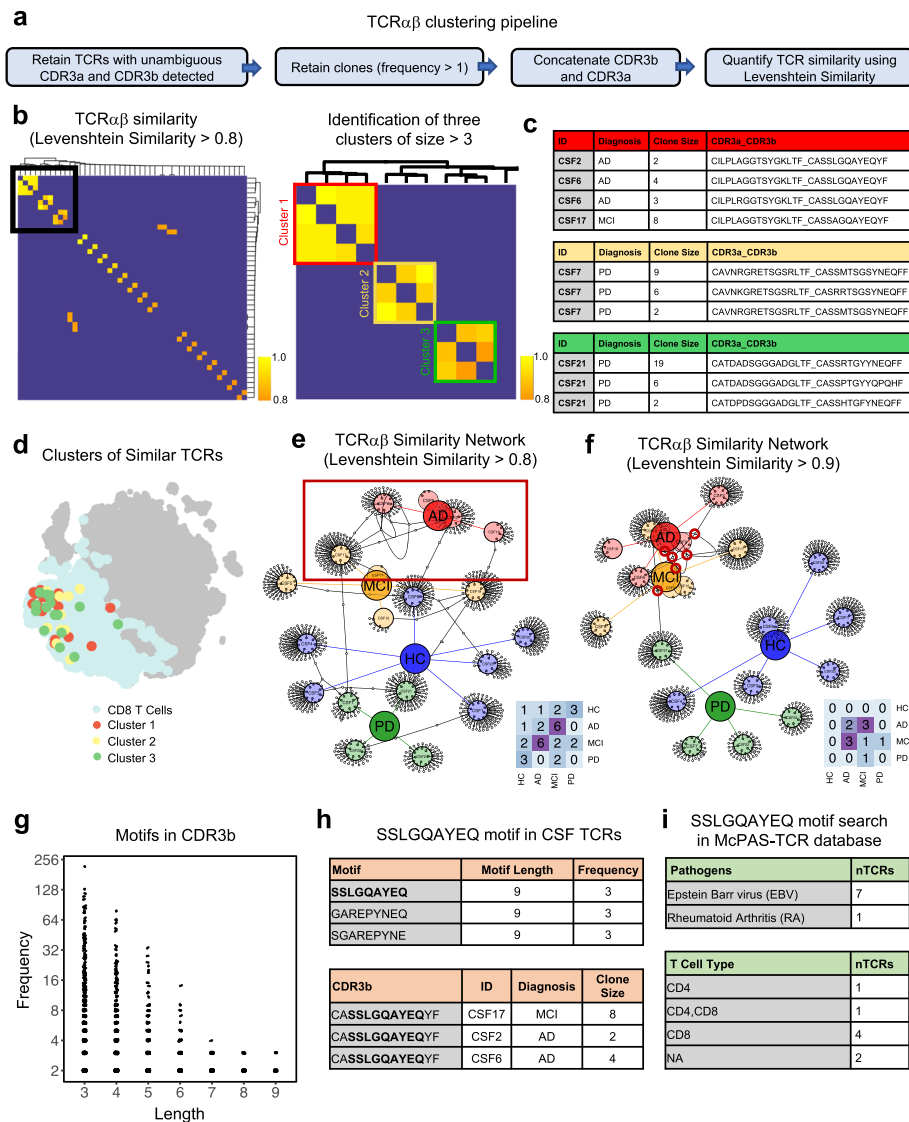 a
TCRαβ clustering pipeline
Retain TCRs with unambiguous
CDR3a and CDR3b detected
Retain clones (frequency > 1)
Concatenate CDR3b
and CDR3a
Quantify TCR similarity using
Levenshtein Similarity
b
TCRαβ similarity
(Levenshtein Similarity > 0.8)
1.0
0.8
Identification of three
clusters of size > 3
Cluster 1
Cluster 2
Cluster 3
1.0
0.8
c
ID Diagnosis Clone Size CDR3a_CDR3b
CSF2 AD 2 CILPLAGGTSYGKLTF_CASSLGQAYEQYF
CSF6 AD 4 CILPLRGGTSYGKLTF_CASSLGQAYEQYF
CSF6 AD 3 CILPLRGGTSYGKLTF_CASSLGQAYEQYF
CSF17 MCI 8 CILPLAGGTSYGKLTF_CASSAGQAYEQYF
ID Diagnosis Clone Size CDR3a_CDR3b
CSF7 PD 9 CAVNRGRETSGSRLTF_CASSMTSGSYNEQFF
CSF7 PD 6 CAVNKGRETSGSRLTF_CASRRTSGSYNEQFF
CSF7 PD 2 CAVNRGRETSGSRLTF_CASSMTSGSYNEQFF
ID Diagnosis Clone Size CDR3a_CDR3b
CSF21 PD 19 CATDADSGGGADGLTF_CASSRTGYYNEQFF
CSF21 PD 6 CATDADSGGGADGLTF_CASSPTGYYQPQHF
CSF21 PD 2 CATDPDSGGGADGLTF_CASSHTGFYNEQFF
d
Clusters of Similar TCRs
CD8 T Cells
Cluster 1
Cluster 2
Cluster 3
e
TCRαβ Similarity Network
(Levenshtein Similarity > 0.8)
AD
MCI
HC
PD
1 1 2 3 HC
1 2 6 0 AD
2 6 2 2 MCI
3 0 2 0 PD
HC AD MCI PD
f
TCRαβ Similarity Network
(Levenshtein Similarity > 0.9)
AD
MCI
HC
PD
0 0 0 0 HC
0 2 3 0 AD
0 3 1 1 MCI
0 0 1 0 PD
HC AD MCI PD
g
Motifs in CDR3b
Frequency
256
128
64
32
16
8
4
2
3 4 5 6 7 8 9
Length
h
SSLGQAYEQ motif in CSF TCRs
Motif Motif Length Frequency
SSLGQAYEQ 9 3
GAREPYNEQ 9 3
SGAREPYNE 9 3
CDR3b ID Diagnosis Clone Size
CASSLGQAYEQYF CSF17 MCI 8
CASSLGQAYEQYF CSF2 AD 2
CASSLGQAYEQYF CSF6 AD 4
i
SSLGQAYEQ motif search
in McPAS-TCR database
Pathogens nTCRs
Epstein Barr virus (EBV) 7
Rheumatoid Arthritis (RA) 1
T Cell Type nTCRs
CD4 1
CD4,CD8 1
CD8 4
NA 2